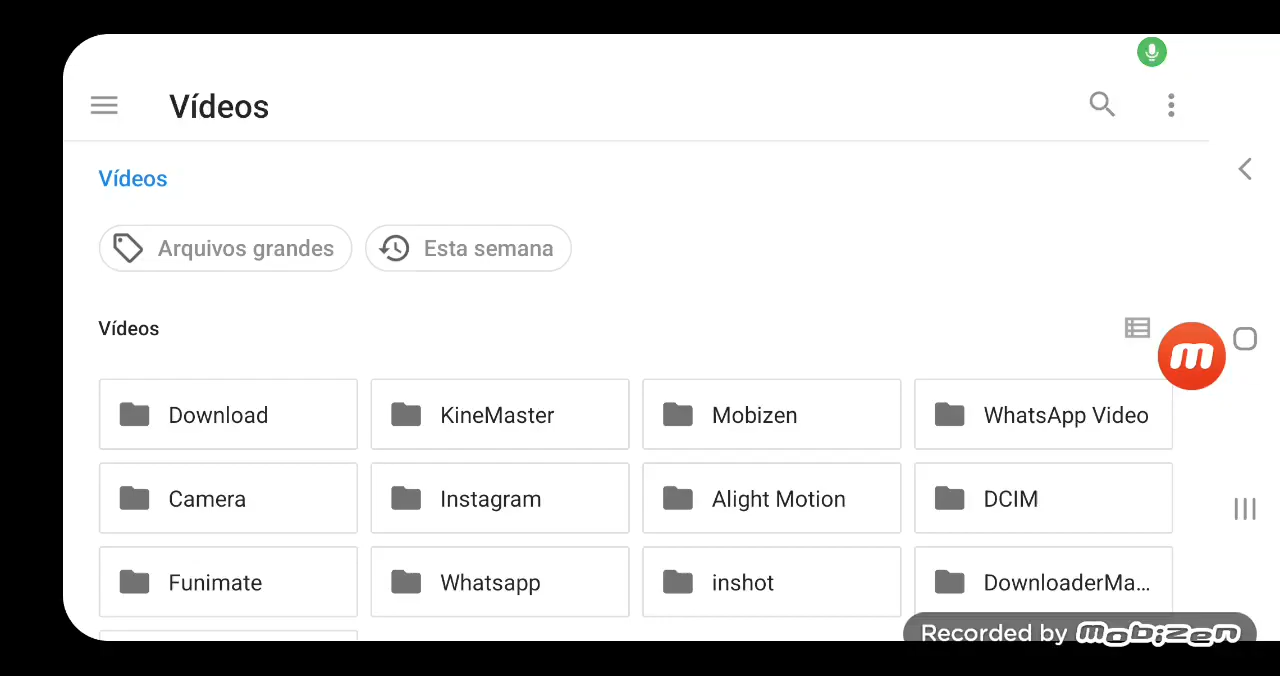 Vídeos
Vídeos
Arquivos grandes Esta semana
Vídeos
m
Download KineMaster Mobizen WhatsApp Video
Camera Instagram Alight Motion DCIM
Funimate Whatsapp inshot DownloaderMa...
Recorded by mobizen